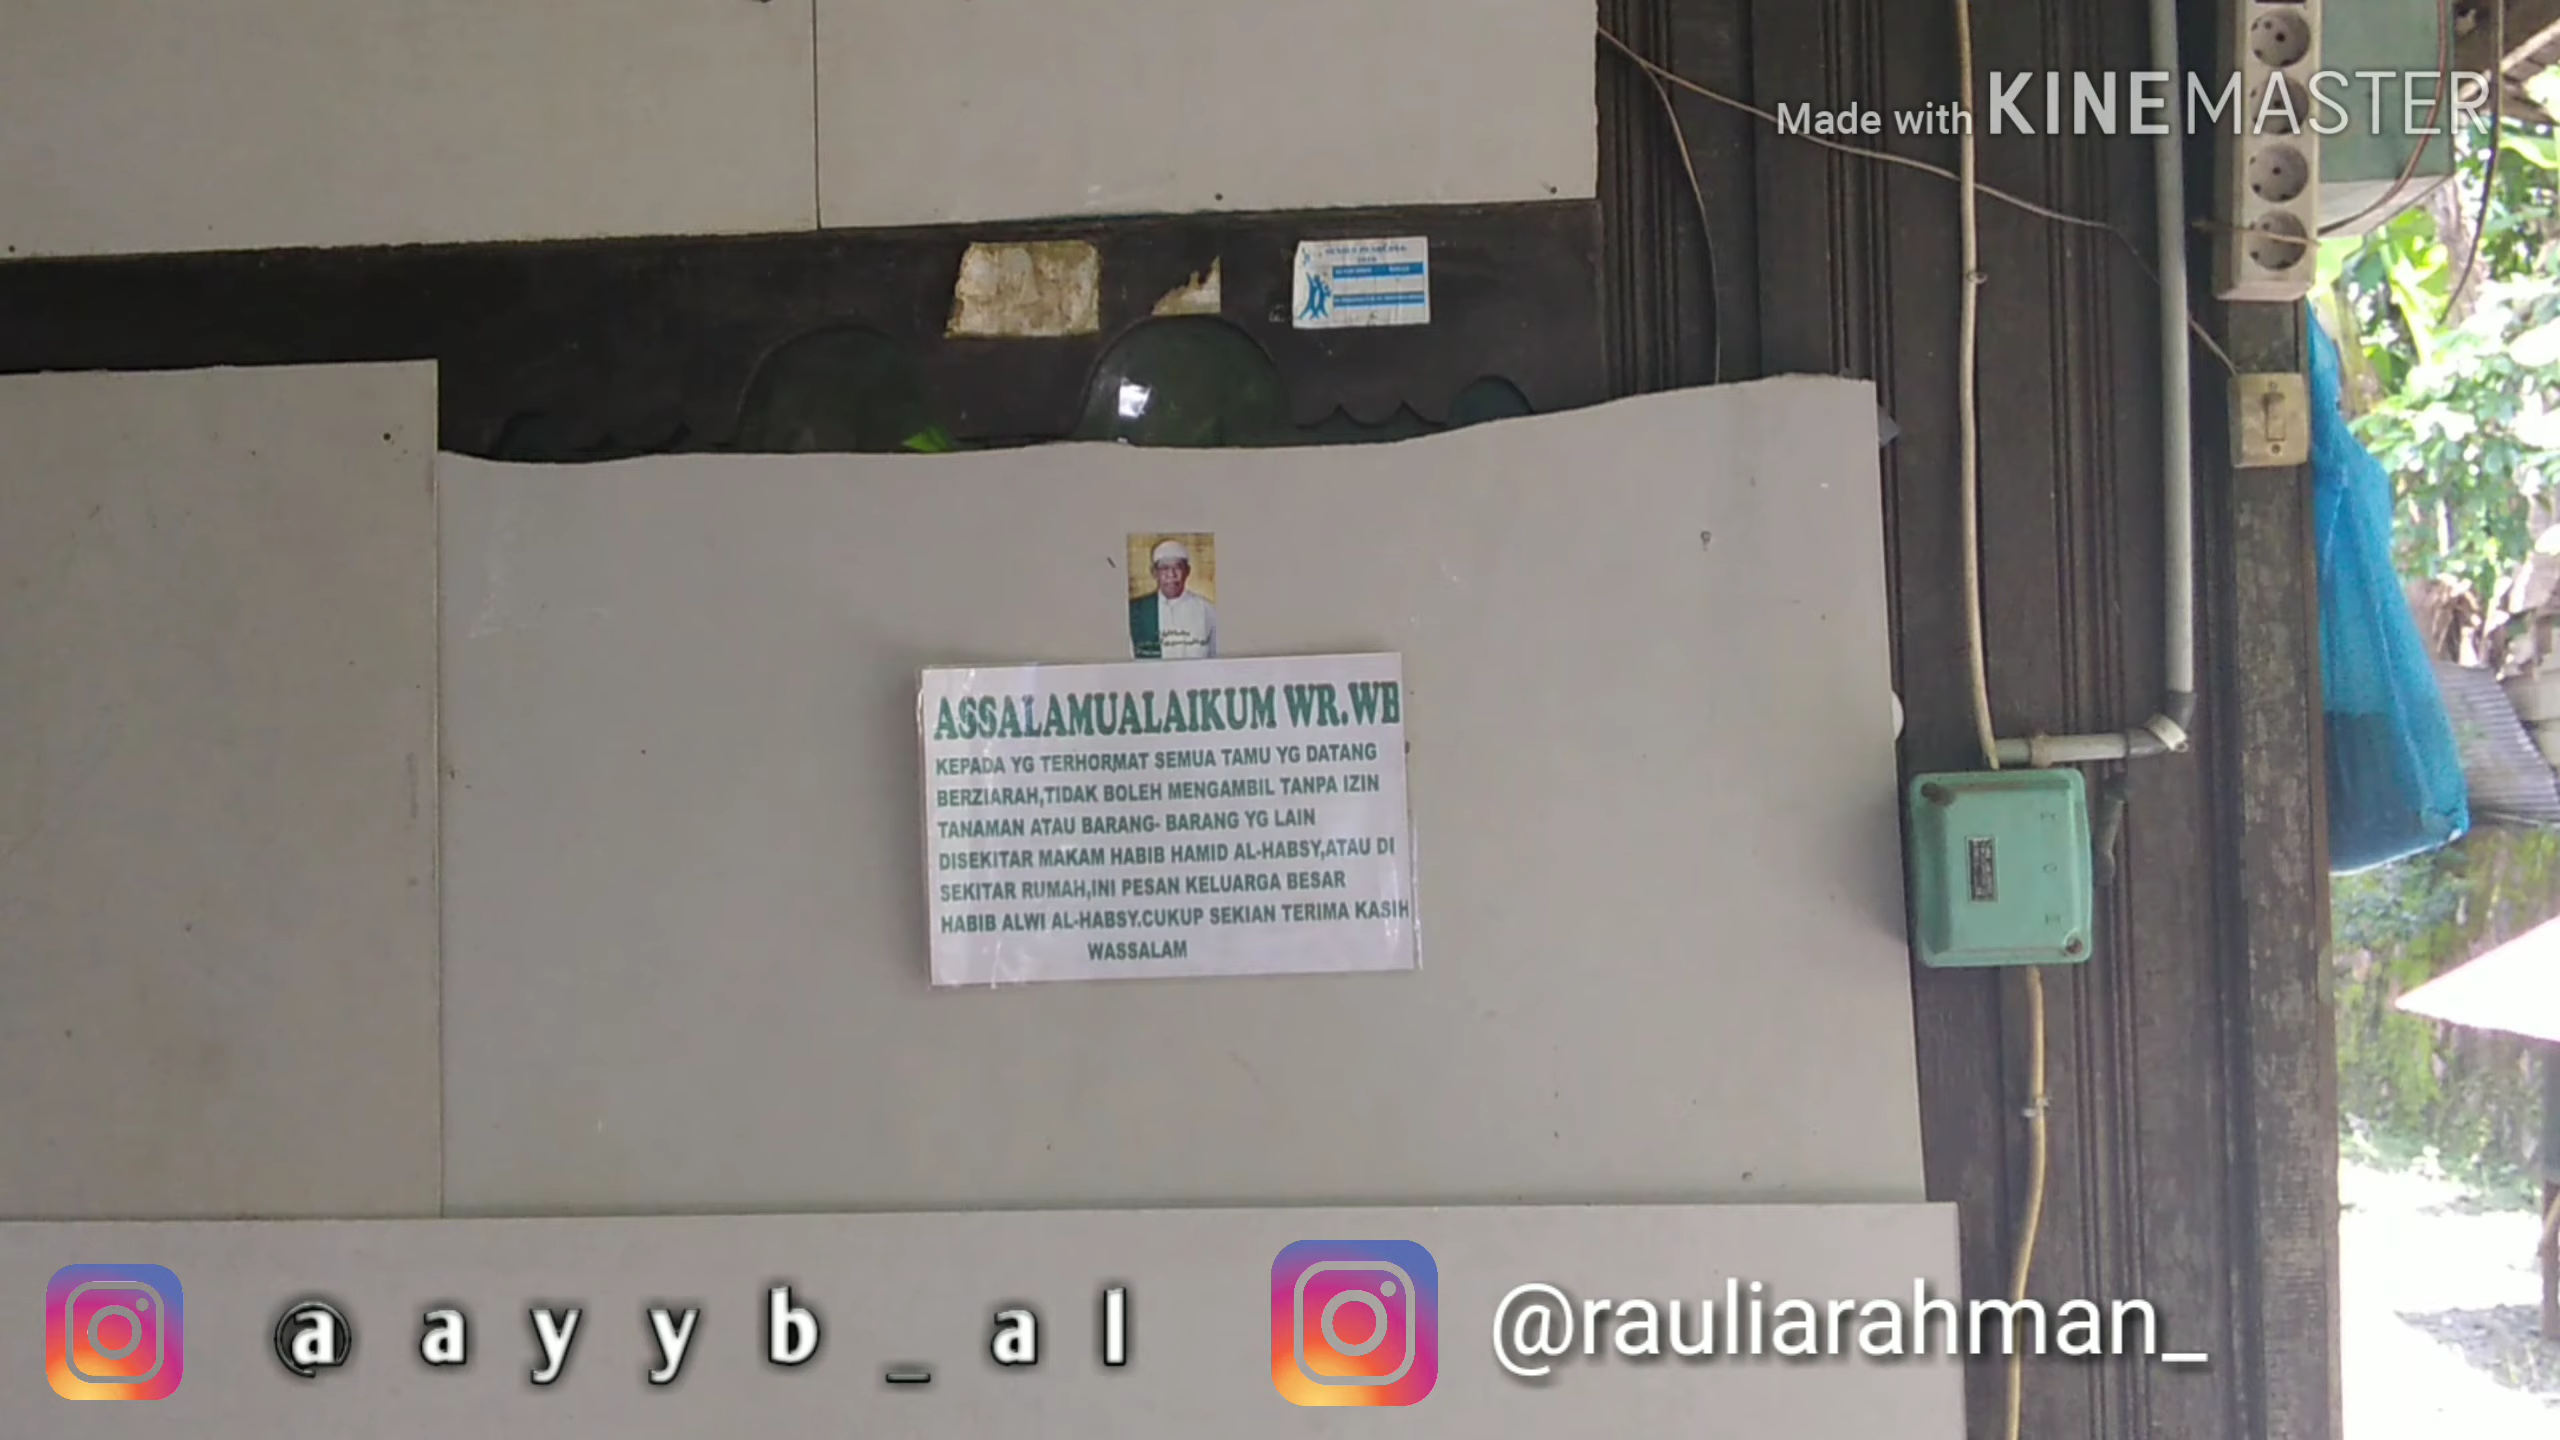 Made with KINEMASTER
ASSALAMUALAIKUM WR.WB
KEPADA YG TERHORMAT SEMUA TAMU YG DATANG
BERZIARAH,TIDAK BOLEH MENGAMBIL TANPA IZIN
TANAMAN ATAU BARANG- BARANG YG LAIN
DISEKITAR MAKAM HABIB HAMID AL-HABSY,ATAU DI
SEKITAR RUMAH,INI PESAN KELUARGA BESAR
HABIB ALWI AL-HABSY.CUKUP SEKIAN TERIMA KASIH
WASSALAM
@ayyb_al
@rauliarahman_